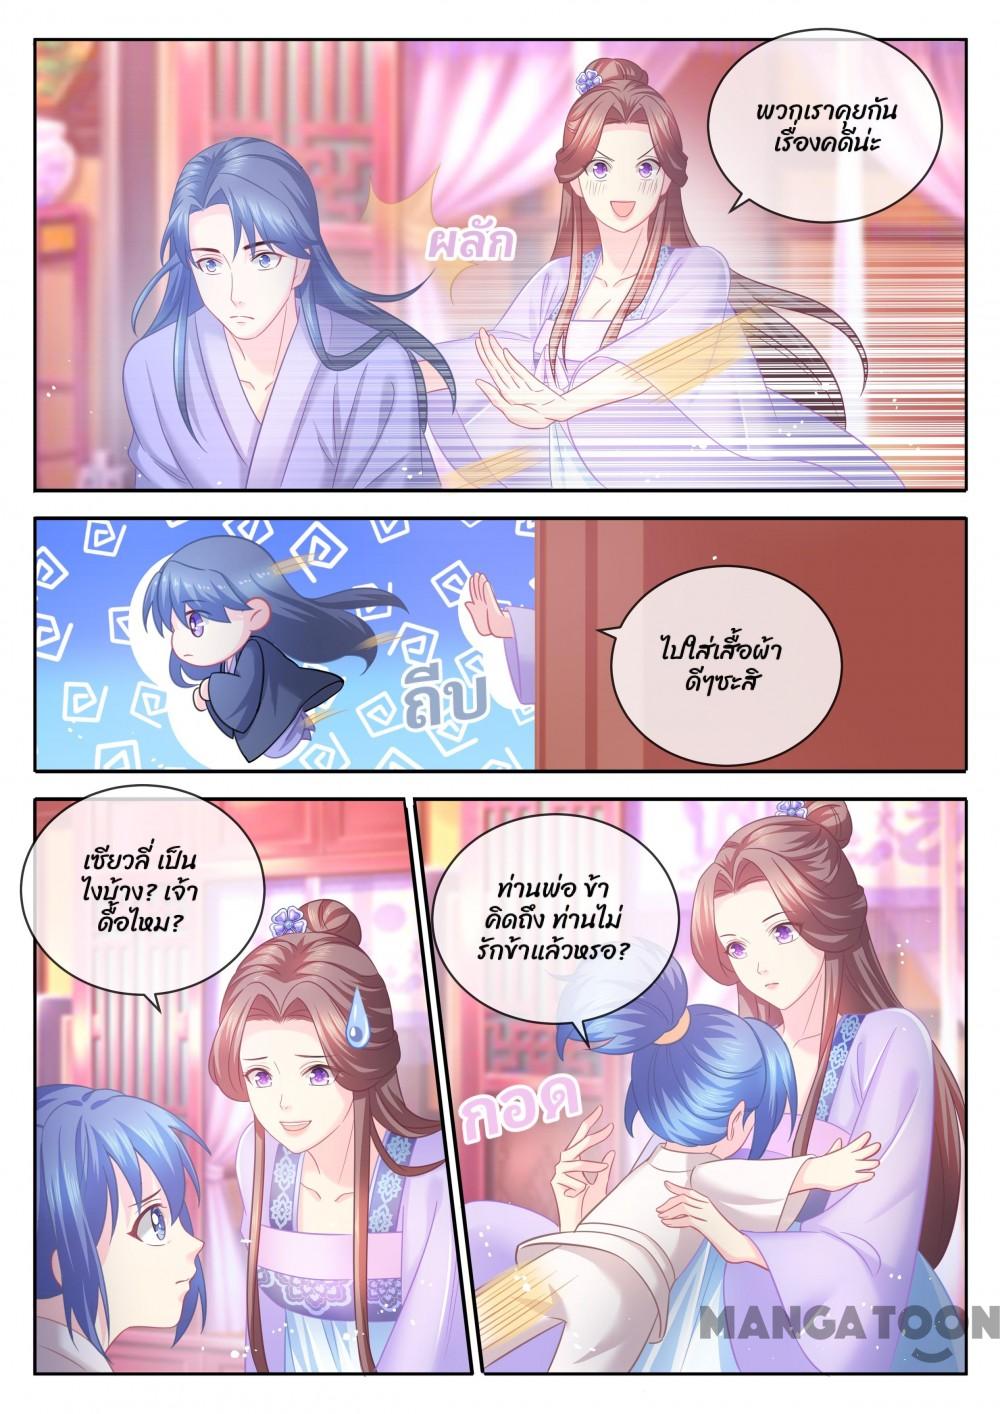 พวกเราคุยกัน
เรื่องคดีน่ะ
ผลัก
ถีบ
ไปใส่เสื้อผ้า
ดีๆซะสิ
เซียวลี่ เป็น
ไงบ้าง? เจ้า
ดื้อไหม?
ท่านพ่อ ข้า
คิดถึง ท่านไม่
รักข้าแล้วหรอ?
กอด
MANGATOON